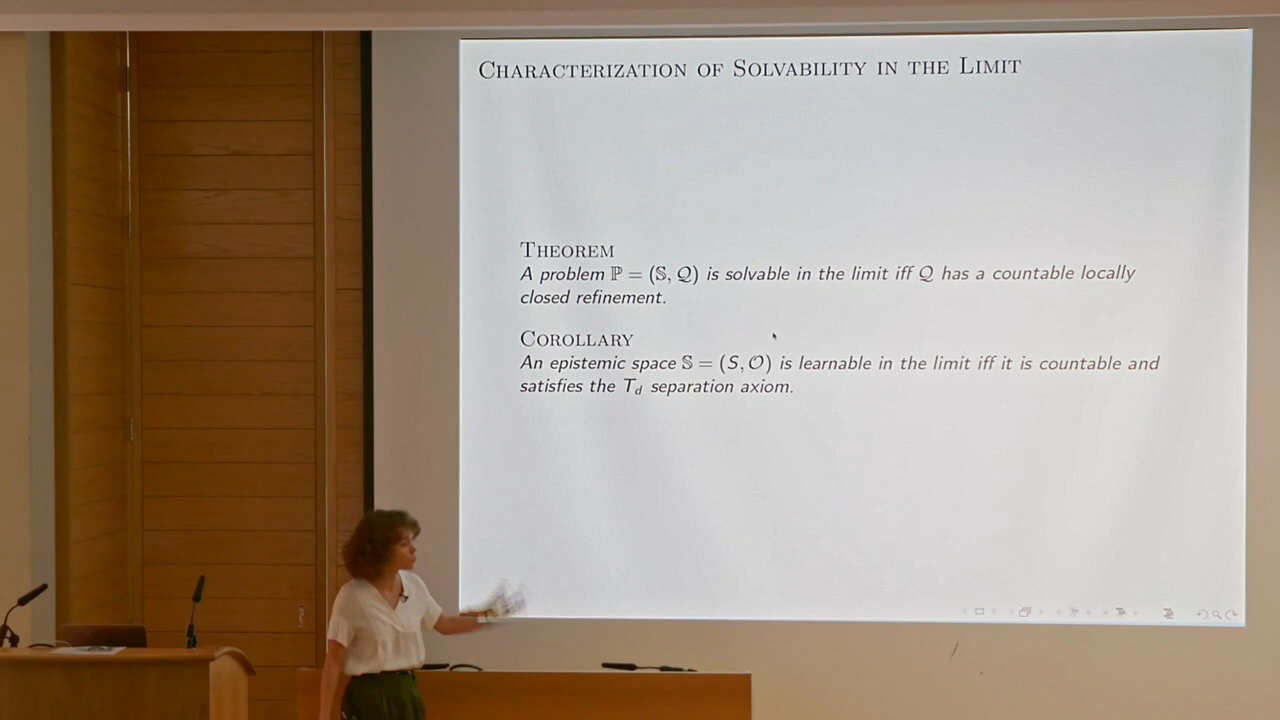 CHARACTERIZATION OF SOLVABILITY IN THE LIMIT
THEOREM
A problem ℙ = (𝕊, 𝒬) is solvable in the limit iff 𝒬 has a countable locally
closed refinement.
COROLLARY
An epistemic space 𝕊 = (S, 𝒪) is learnable in the limit iff it is countable and
satisfies the T_d separation axiom.